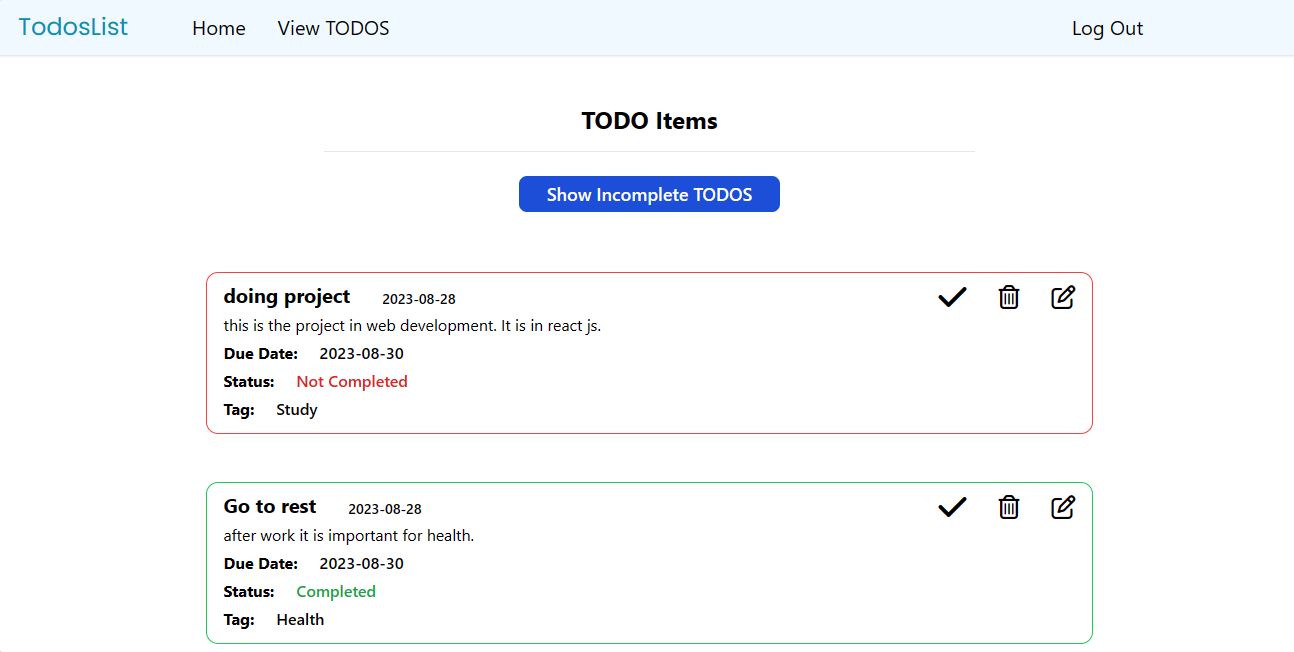 TodosList Home View TODOS Log Out
TODO Items
Show Incomplete TODOS
doing project 2023-08-28
this is the project in web development. It is in react js.
Due Date: 2023-08-30
Status: Not Completed
Tag: Study
Go to rest 2023-08-28
after work it is important for health.
Due Date: 2023-08-30
Status: Completed
Tag: Health